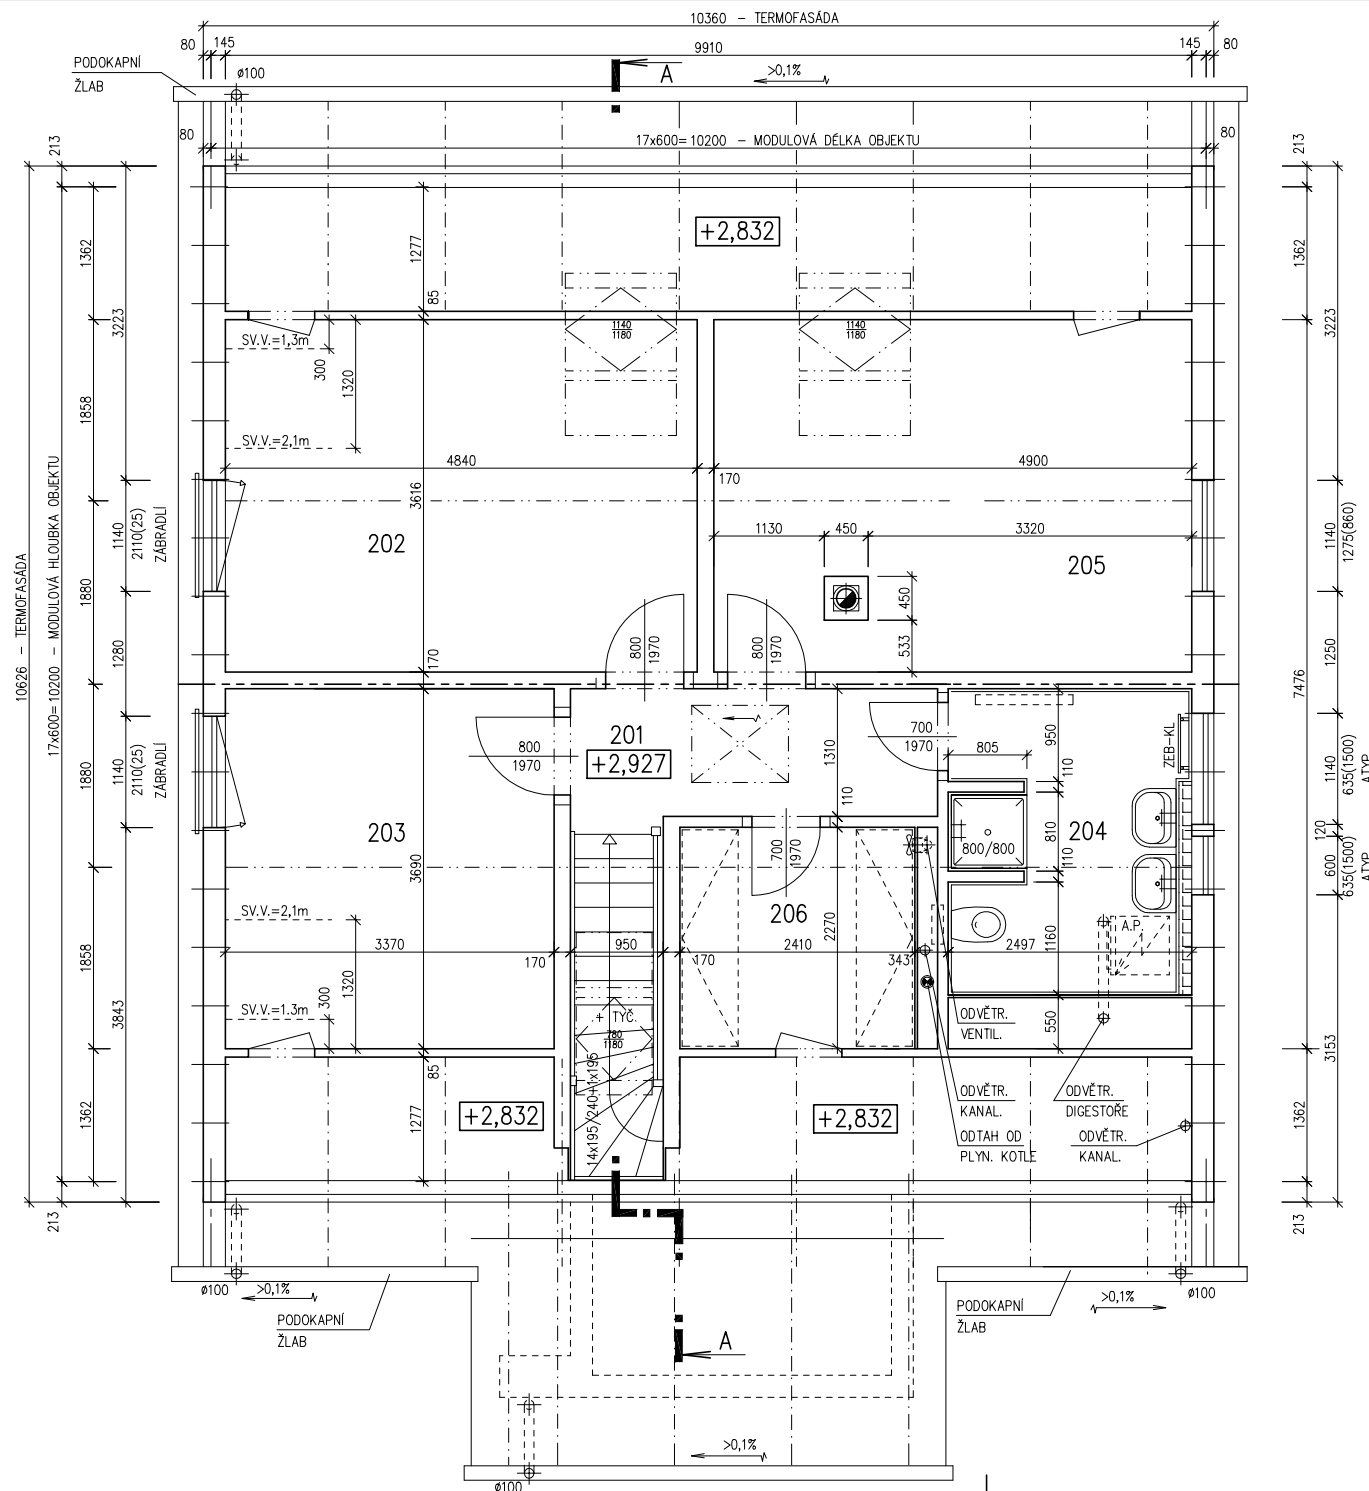 10360 – TERMOFASÁDA
80 145 9910 145 80
PODOKAPNÍ
ŽLAB
ø100
A
>0,1%
80
17x600= 10200 – MODULOVÁ DÉLKA OBJEKTU
80
213
213
+2,832
1362
1277
85
3223
1362
3223
SV.V.=1,3m
300
1320
1140
1180
1140
1180
1858
SV.V.=2,1m
4840
170
4900
3616
10626 – TERMOFASÁDA
17x600= 10200 – MODULOVÁ HLOUBKA OBJEKTU
1140
2110(25)
ZÁBRADLÍ
202
1130
450
3320
205
1140
1275(860)
1880
450
533
1280
170
800
1970
800
1970
1250
7476
1880
1140
2110(25)
ZÁBRADLÍ
201
+2,927
800
1970
1310
110
700
1970
805
950
110
ZEB-KL
1140
635(1500)
ATYP
203
3690
700
1970
800/800
810
110
204
120
600
635(1500)
ATYP
206
2270
SV.V.=2,1m
A.P.
1160
3370
170
950
170
2410
343
2497
1858
1320
300
SV.V.=1.3m
3843
+ TYČ.
780
1180
14x195/240+1x195
ODVĚTR.
VENTIL.
550
3153
85
1277
1362
+2,832
+2,832
ODVĚTR.
KANAL.
ODTAH OD
PLYN. KOTLE
ODVĚTR.
DIGESTOŘE
ODVĚTR.
KANAL.
1362
213
213
ø100
>0,1%
PODOKAPNÍ
ŽLAB
PODOKAPNÍ
ŽLAB
>0,1%
ø100
A
>0,1%
ø100